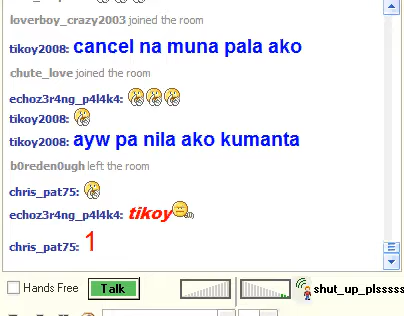 loverboy_crazy2003 joined the room
tikoy2008: cancel na muna pala ako
chute_love joined the room
echoz3r4ng_p4l4k4:
tikoy2008:
tikoy2008: ayw pa nila ako kumanta
b0reden0ugh left the room
chris_pat75:
echoz3r4ng_p4l4k4: tikoy
chris_pat75: 1
Hands Free Talk shut_up_plsssss